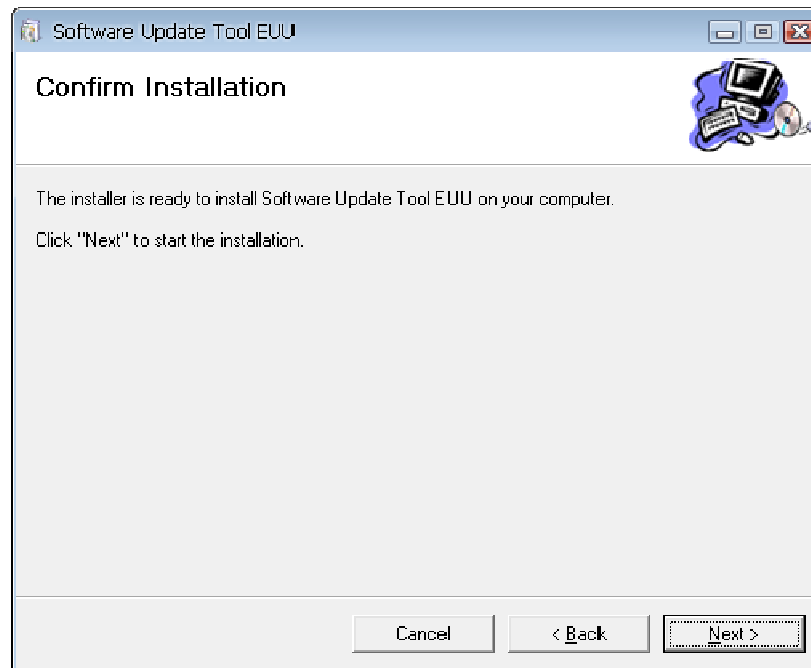 Software Update Tool EUU
Confirm Installation
The installer is ready to install Software Update Tool EUU on your computer.
Click "Next" to start the installation.
Cancel
< Back
Next >